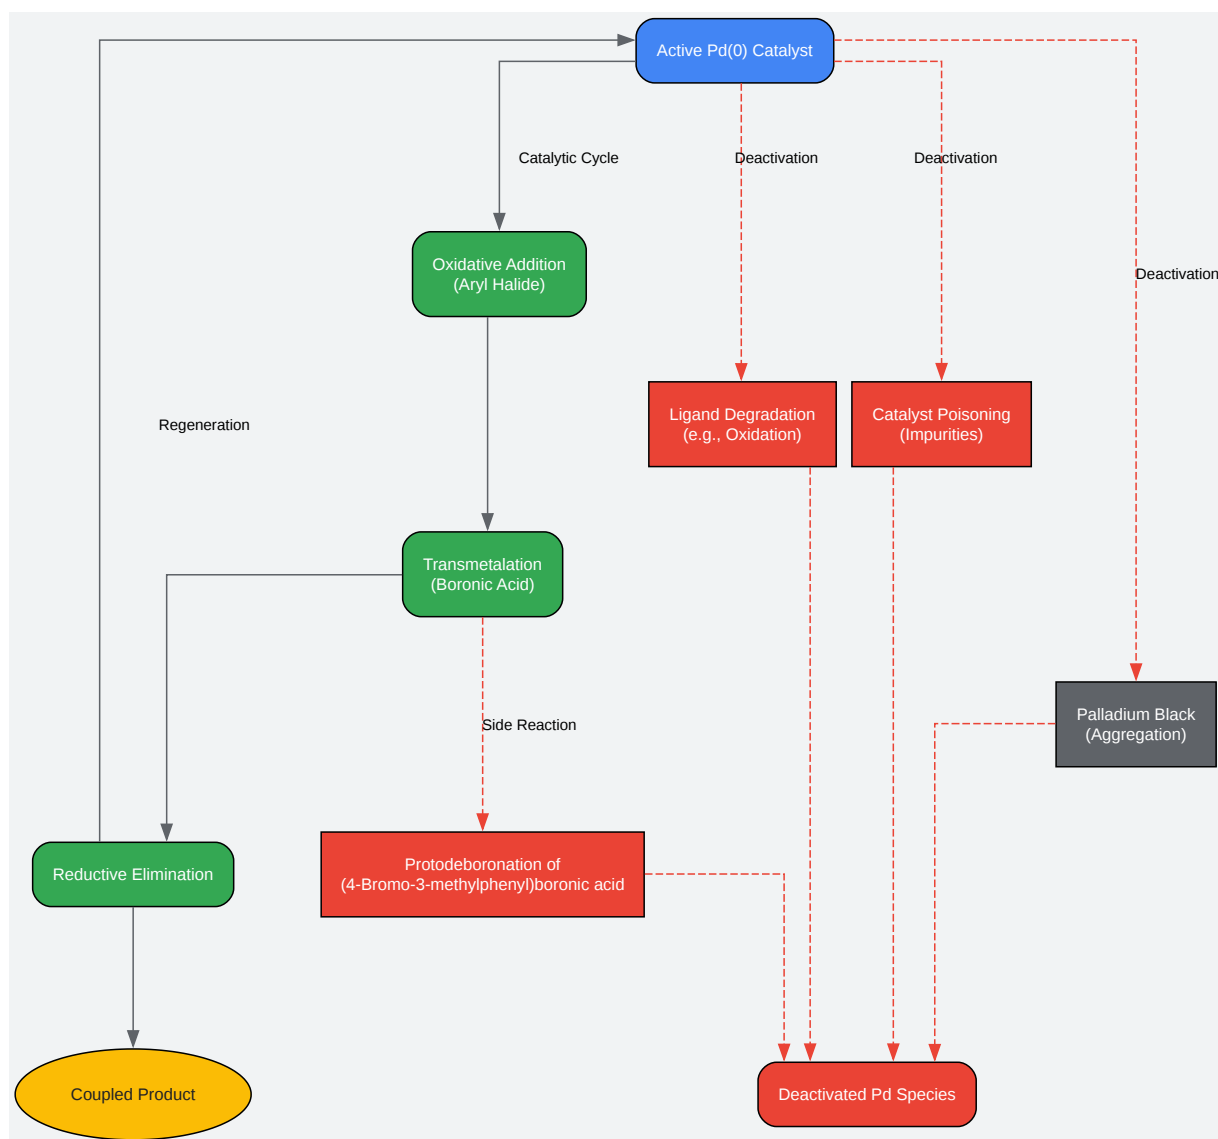 Active Pd(0) Catalyst
Catalytic Cycle
Deactivation
Deactivation
Oxidative Addition
(Aryl Halide)
Deactivation
Ligand Degradation
(e.g., Oxidation)
Catalyst Poisoning
(Impurities)
Regeneration
Transmetalation
(Boronic Acid)
Side Reaction
Palladium Black
(Aggregation)
Reductive Elimination
Protodeboronation of
(4-Bromo-3-methylphenyl)boronic acid
Coupled Product
Deactivated Pd Species